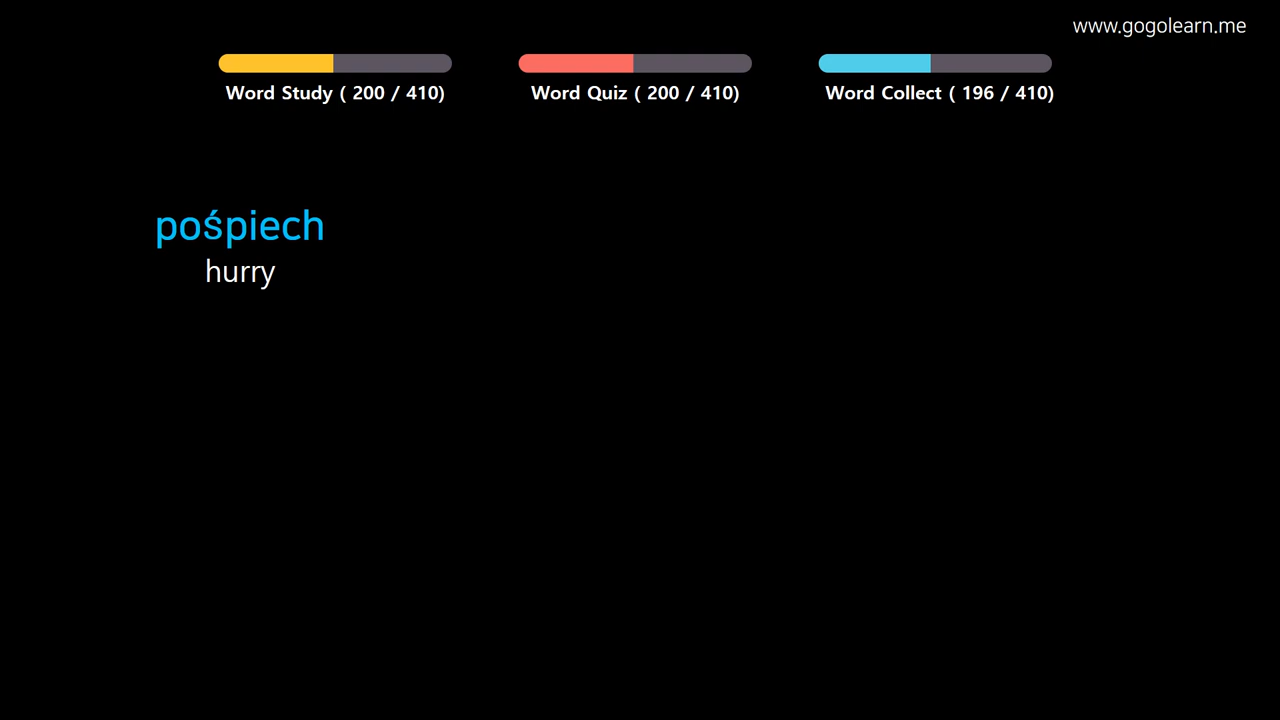 www.gogolearn.me
Word Study ( 200 / 410)
Word Quiz ( 200 / 410)
Word Collect ( 196 / 410)
pośpiech
hurry